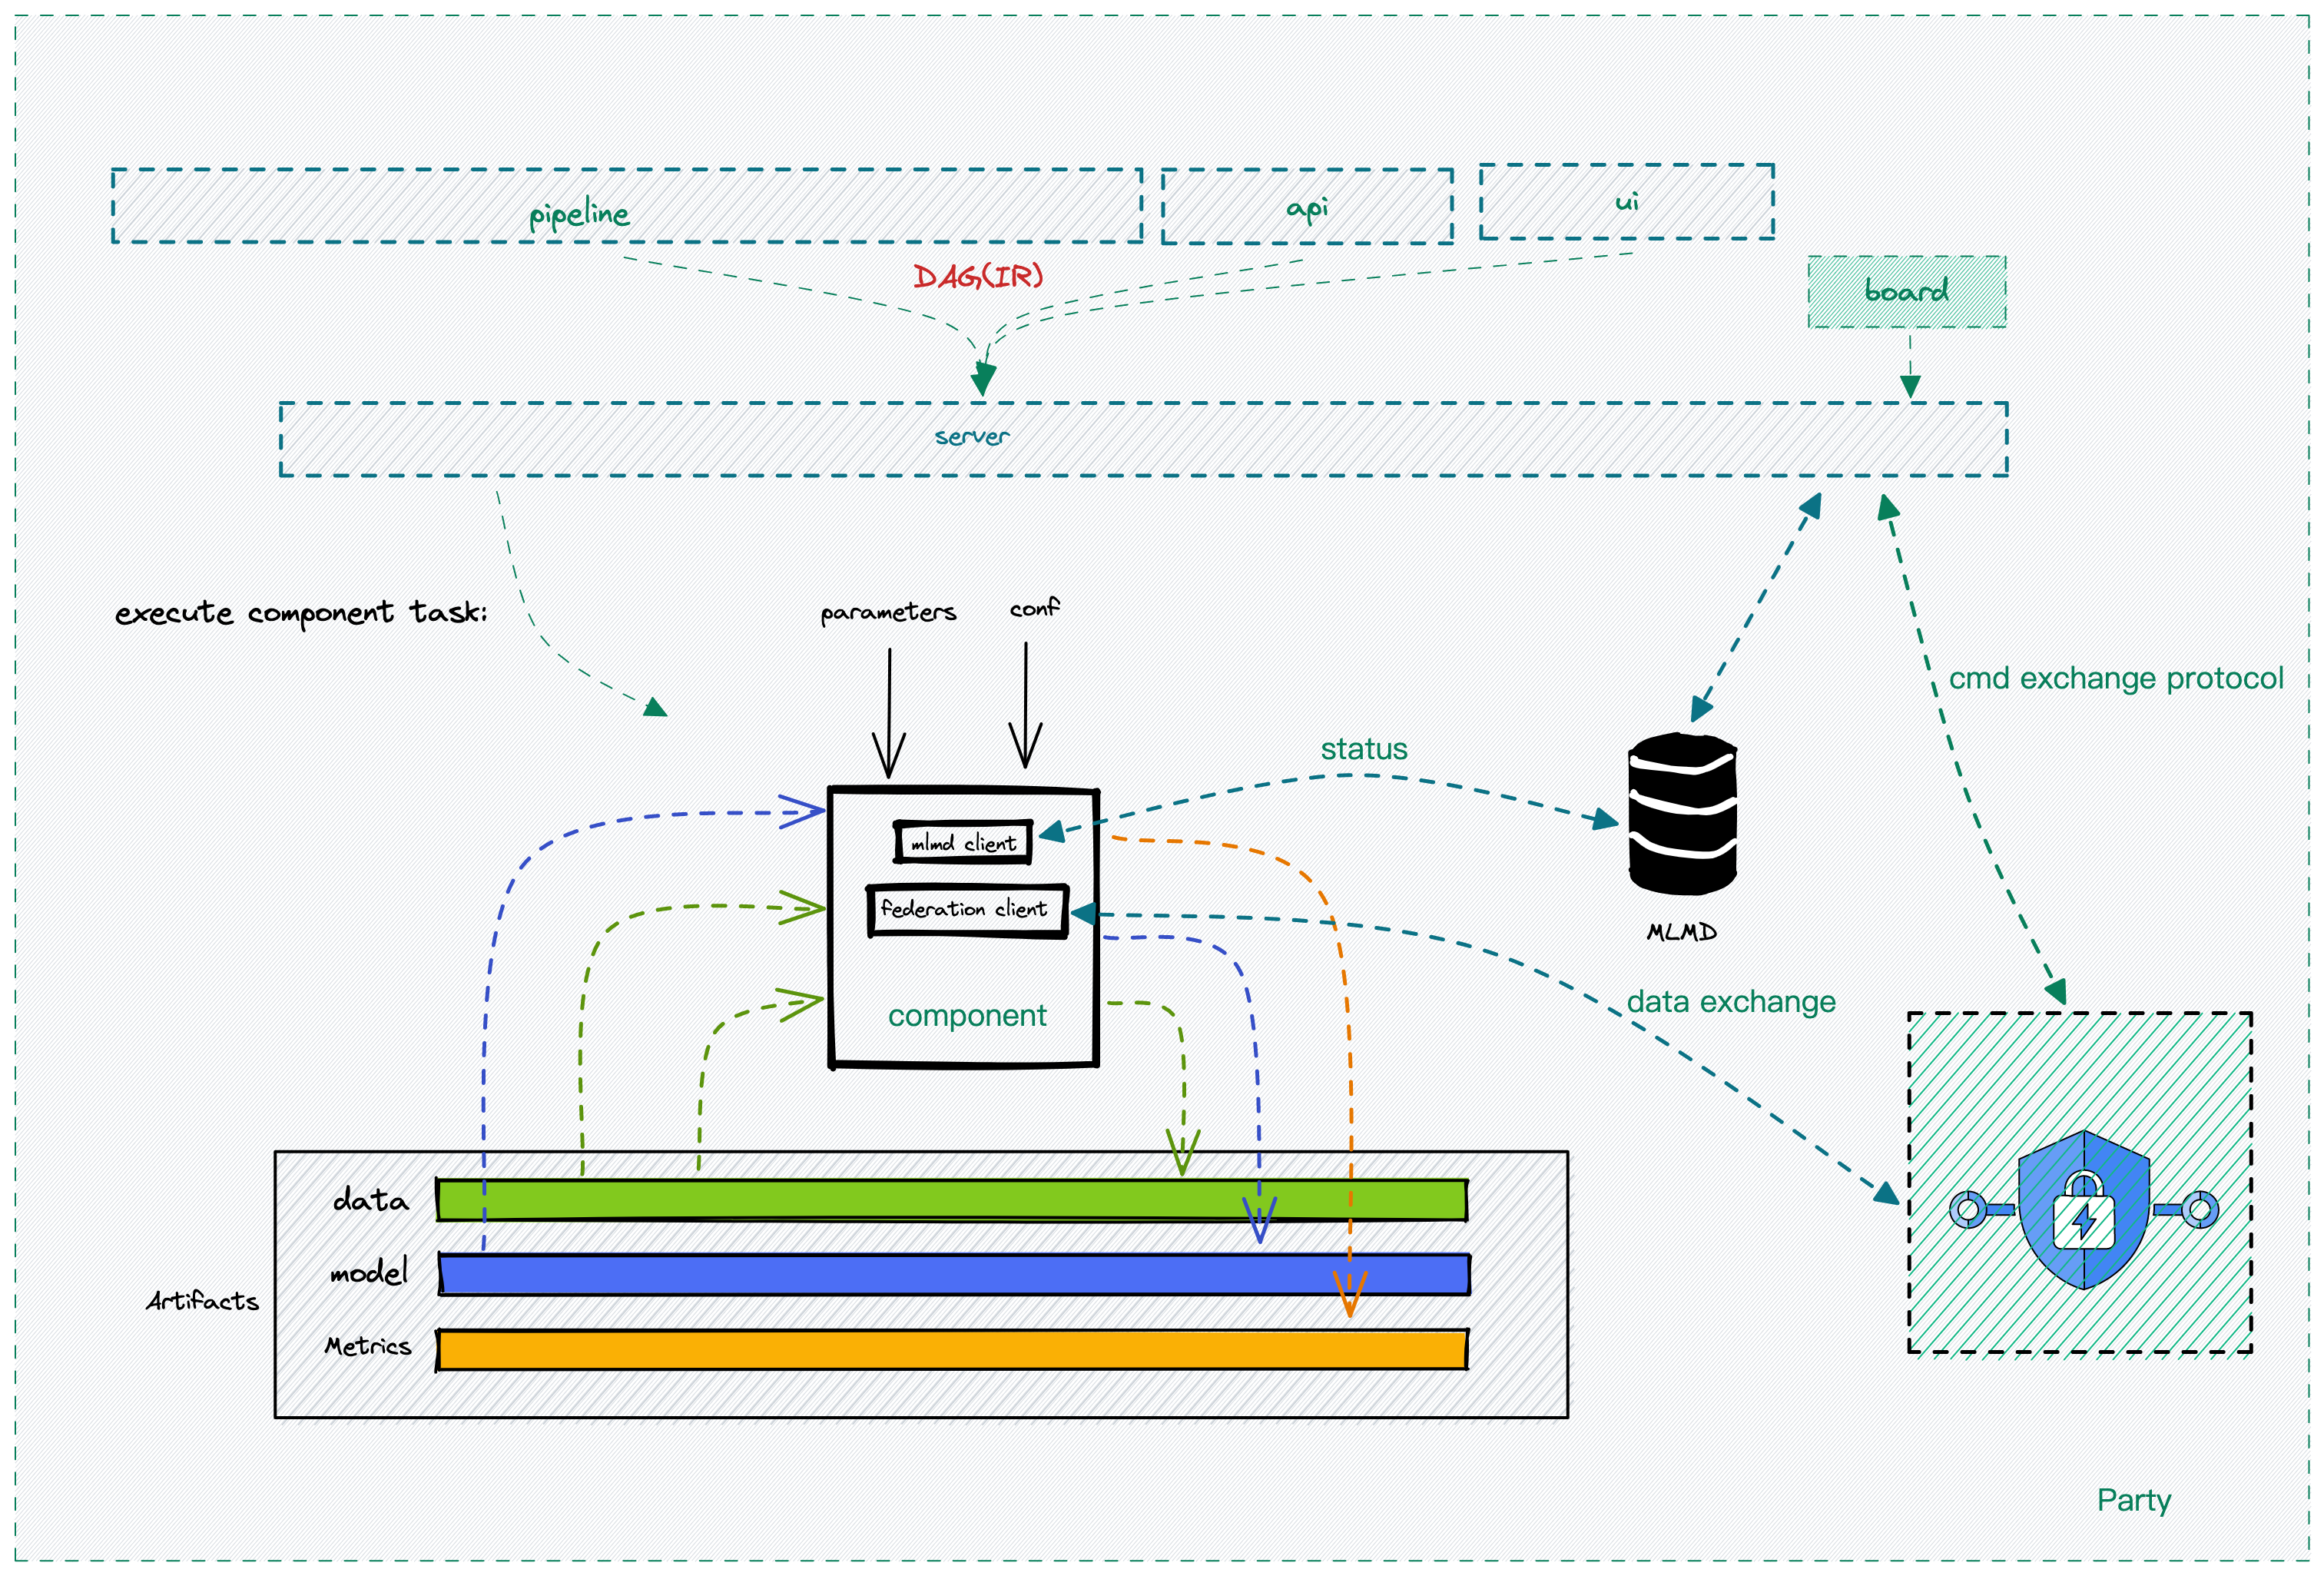 pipeline
api
ui
DAG(IR)
board
server
execute component task:
parameters
conf
cmd exchange protocol
status
mlmd client
federation client
MLMD
data exchange
component
data
model
Artifacts
Metrics
Party